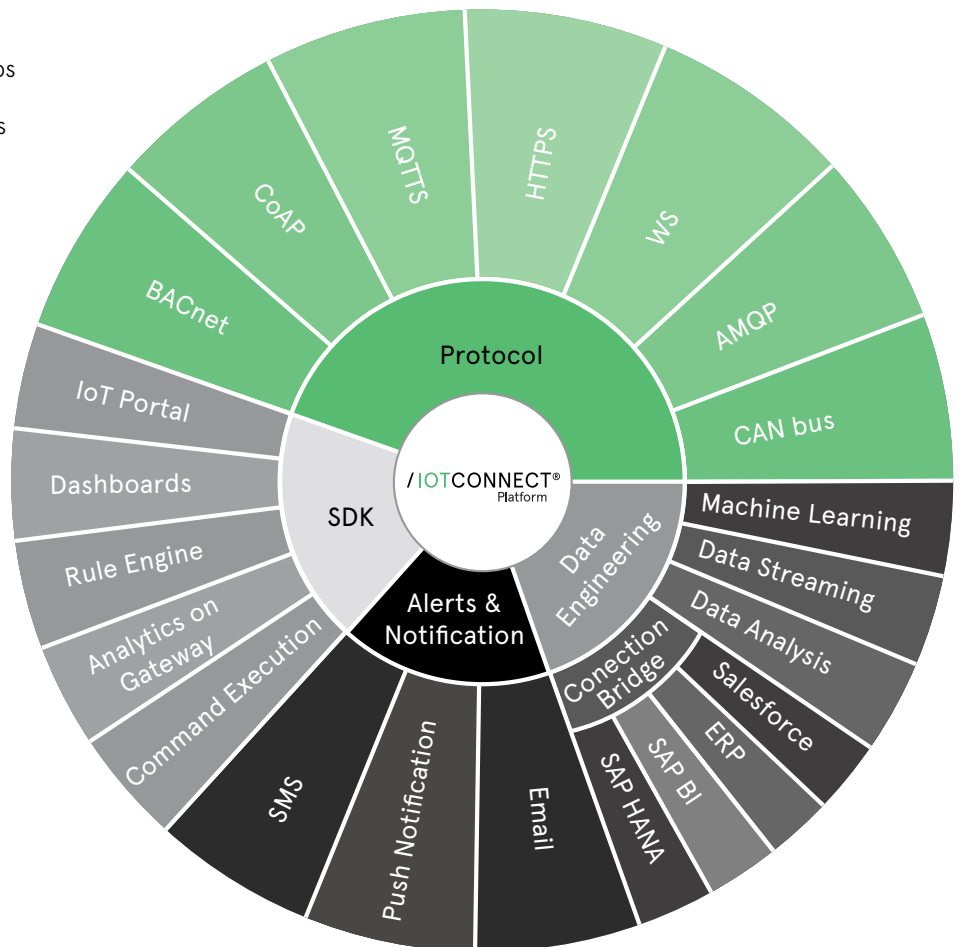 MQTTS
HTTPS
WS
CoAP
AMQP
BACnet
CAN bus
Protocol
IoT Portal
Dashboards
Rule Engine
Analytics on
Gateway
Command Execution
SDK
/IOTCONNECT®
Platform
Data
Engineering
Machine Learning
Data Streaming
Data Analysis
Conection
Bridge
Salesforce
ERP
SAP BI
SAP HANA
Alerts &
Notification
SMS
Push Notification
Email